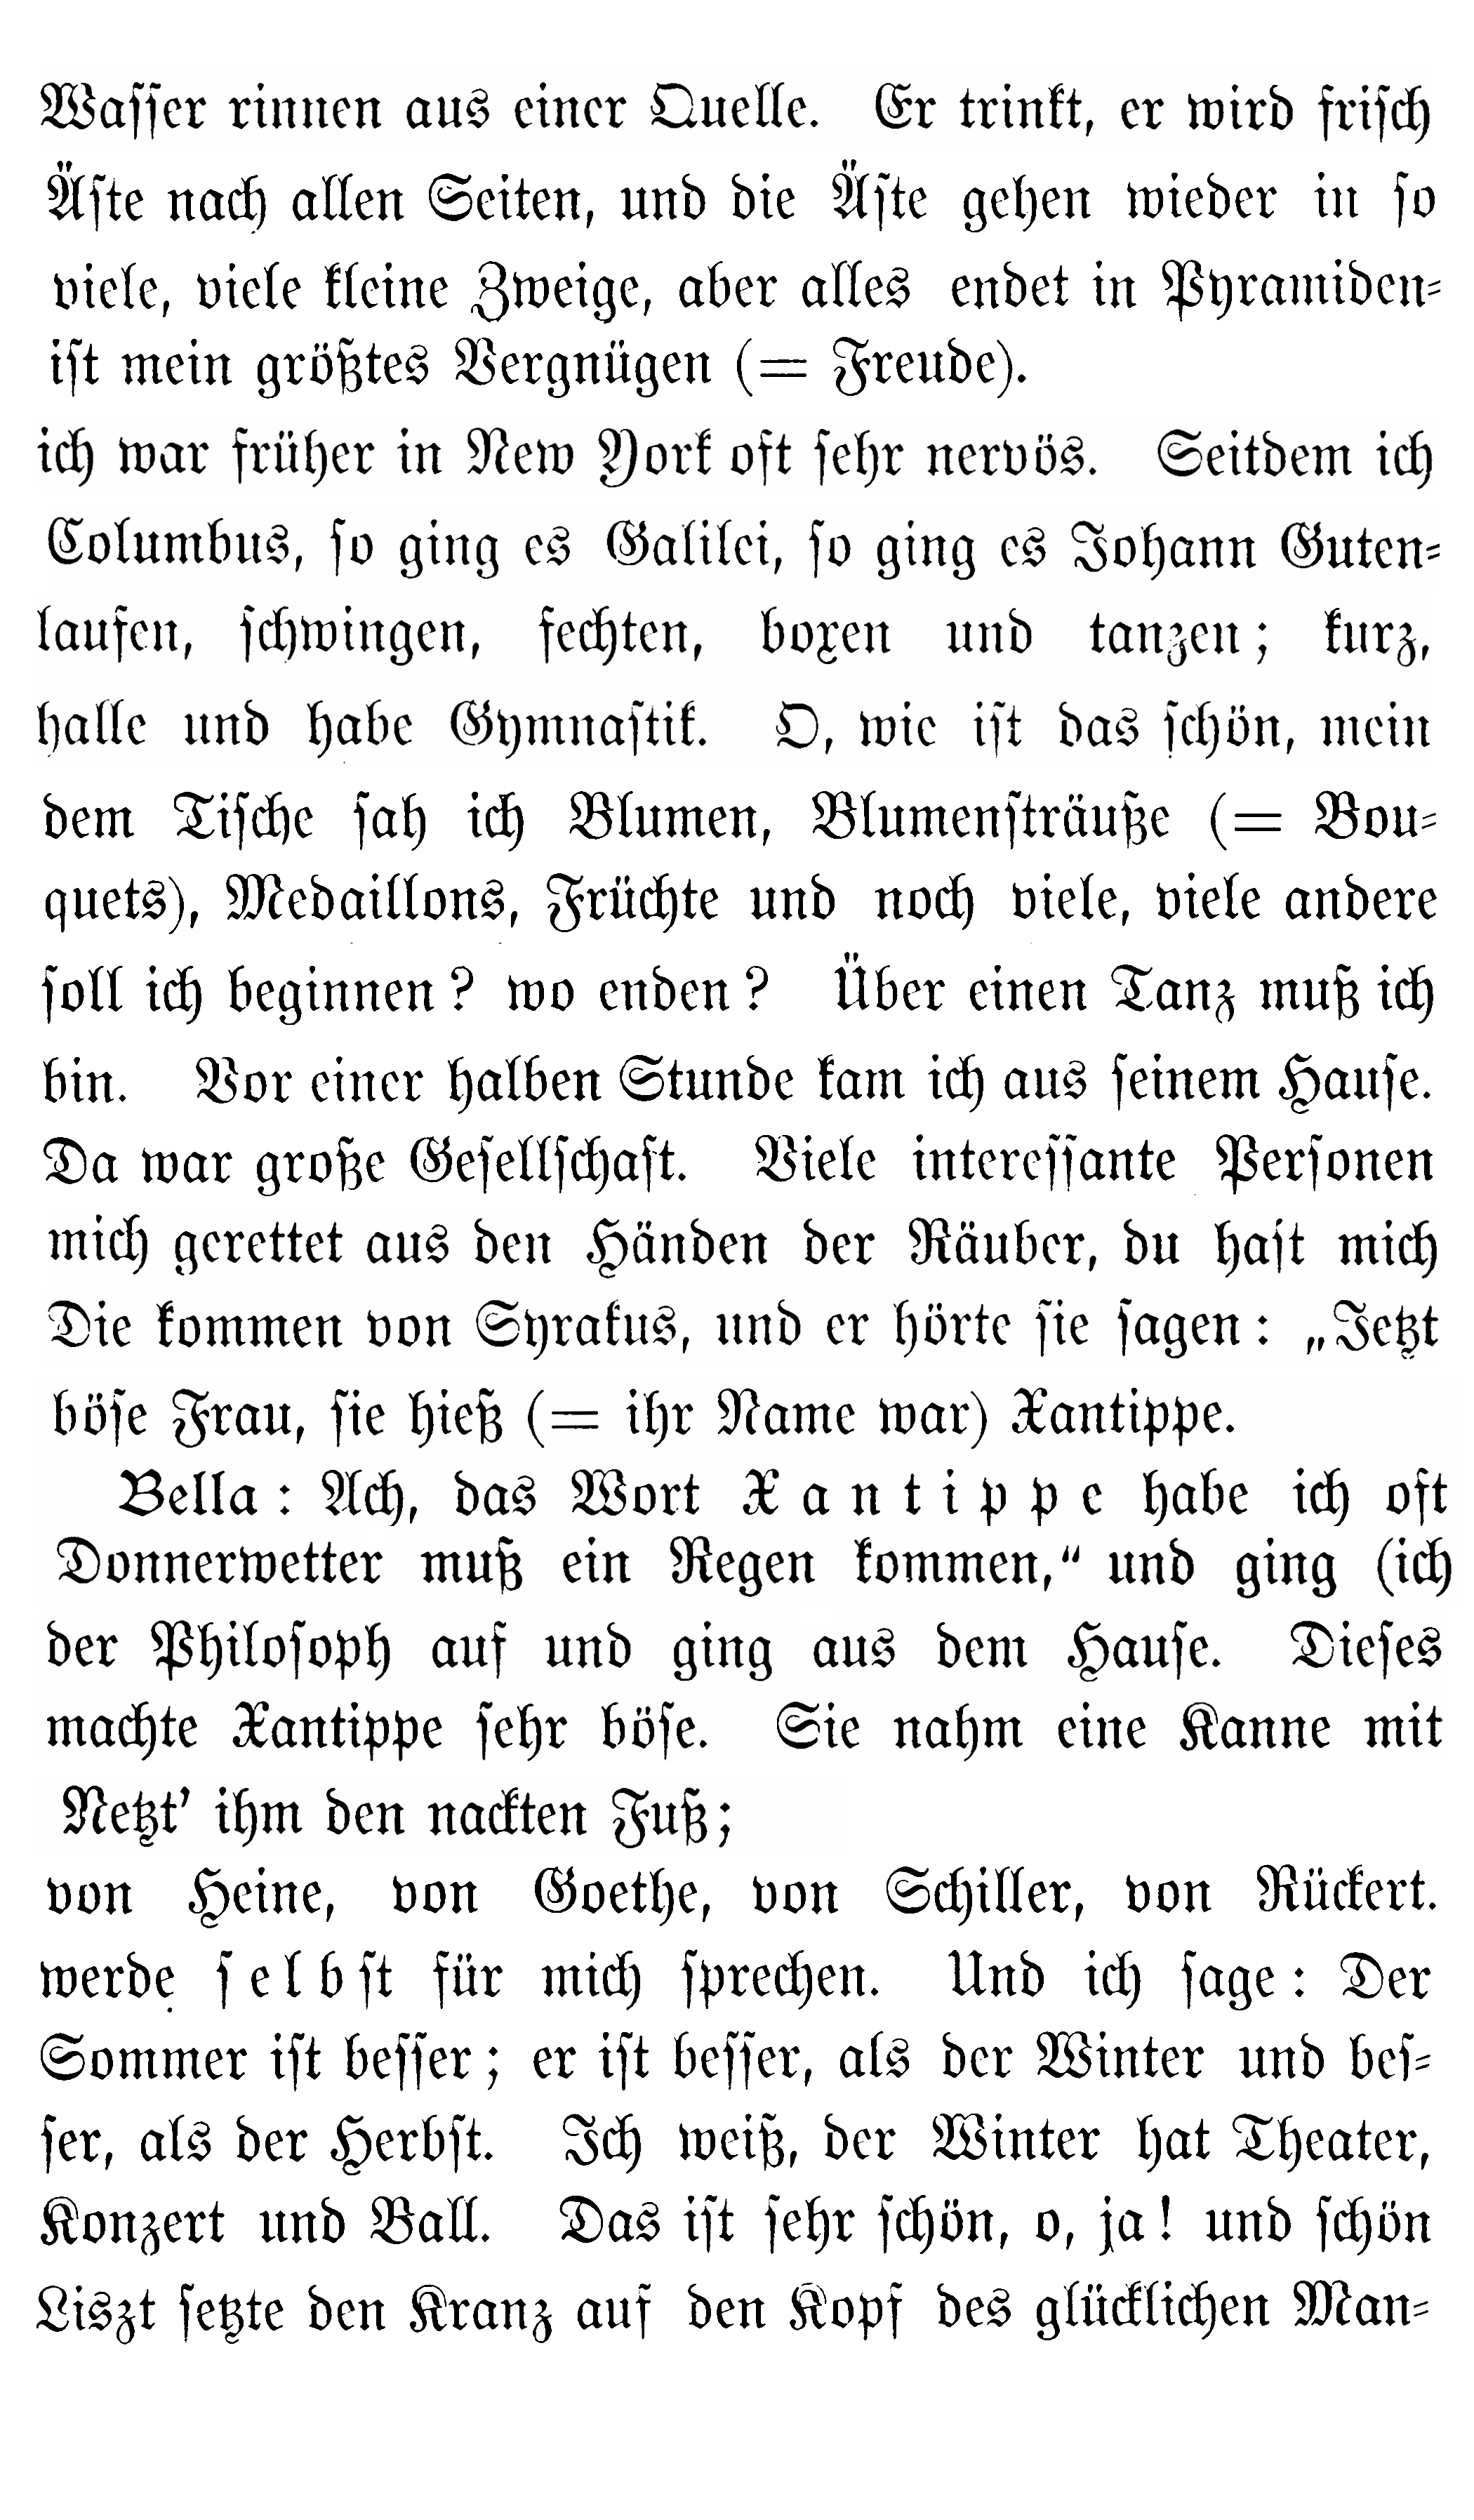 Wasser rinnen aus einer Quelle. Er trinkt, er wird frisch
Äste nach allen Seiten, und die Äste gehen wieder in so
viele, viele kleine Zweige, aber alles endet in Pyramiden-
ist mein größtes Vergnügen (= Freude).
ich war früher in New York oft sehr nervös. Seitdem ich
Columbus, so ging es Galilei, so ging es Johann Guten-
laufen, schwingen, fechten, boxen und tanzen; kurz,
halle und habe Gymnastik. O, wie ist das schön, mein
dem Tische sah ich Blumen, Blumensträuße (= Bou-
quets), Medaillons, Früchte und noch viele, viele andere
soll ich beginnen? wo enden? Über einen Tanz muß ich
bin. Vor einer halben Stunde kam ich aus seinem Hause.
Da war große Gesellschaft. Viele interessante Personen
mich gerettet aus den Händen der Räuber, du hast mich
Die kommen von Syrakus, und er hörte sie sagen: „Jetzt
böse Frau, sie hieß (= ihr Name war) Xantippe.
Bella: Ach, das Wort Xantippe habe ich oft
Donnerwetter muß ein Regen kommen,“ und ging (ich
der Philosoph auf und ging aus dem Hause. Dieses
machte Xantippe sehr böse. Sie nahm eine Kanne mit
Netzt' ihm den nackten Fuß;
von Heine, von Goethe, von Schiller, von Rückert.
werde selbst für mich sprechen. Und ich sage: Der
Sommer ist besser; er ist besser, als der Winter und bes-
ser, als der Herbst. Ich weiß, der Winter hat Theater,
Konzert und Ball. Das ist sehr schön, o, ja! und schön
Liszt setzte den Kranz auf den Kopf des glücklichen Man-